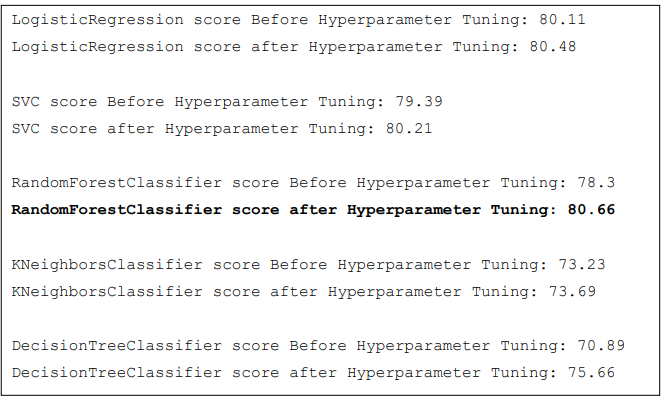 LogisticRegression score Before Hyperparameter Tuning: 80.11
LogisticRegression score after Hyperparameter Tuning: 80.48
SVC score Before Hyperparameter Tuning: 79.39
SVC score after Hyperparameter Tuning: 80.21
RandomForestClassifier score Before Hyperparameter Tuning: 78.3
RandomForestClassifier score after Hyperparameter Tuning: 80.66
KNeighborsClassifier score Before Hyperparameter Tuning: 73.23
KNeighborsClassifier score after Hyperparameter Tuning: 73.69
DecisionTreeClassifier score Before Hyperparameter Tuning: 70.89
DecisionTreeClassifier score after Hyperparameter Tuning: 75.66